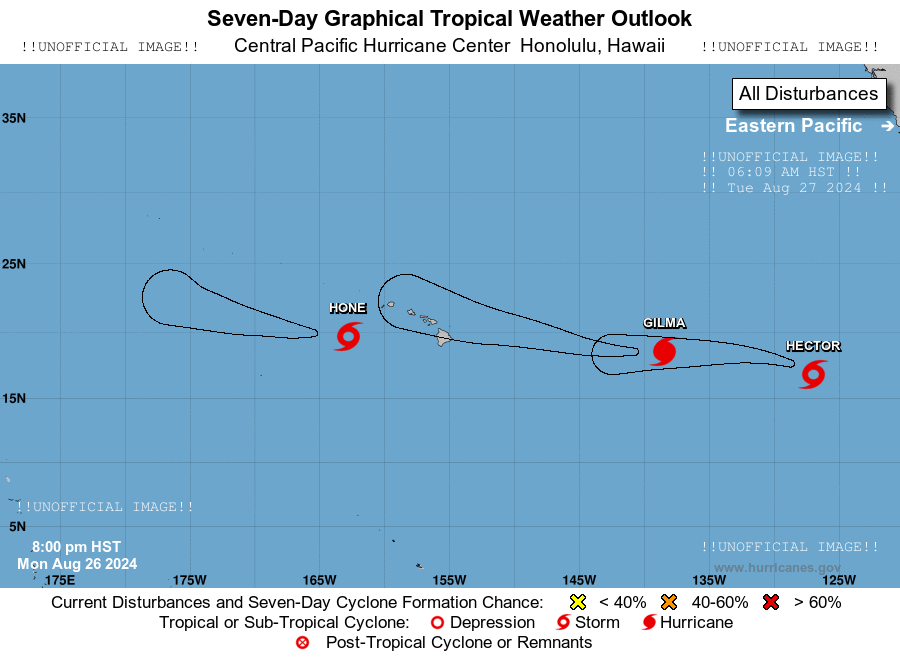 Seven-Day Graphical Tropical Weather Outlook
!!UNOFFICIAL IMAGE!! Central Pacific Hurricane Center Honolulu, Hawaii !!UNOFFICIAL IMAGE!!
All Disturbances
35N
Eastern Pacific →
!!UNOFFICIAL IMAGE!!
!! 06:09 AM HST !!
!! Tue Aug 27 2024 !!
25N
HONE
GILMA
HECTOR
15N
!!UNOFFICIAL IMAGE!!
5N
8:00 pm HST
Mon Aug 26 2024
!!UNOFFICIAL IMAGE!!
www.hurricanes.gov
175E 175W 165W 155W 145W 135W 125W
Current Disturbances and Seven-Day Cyclone Formation Chance: < 40% 40-60% > 60%
Tropical or Sub-Tropical Cyclone: Depression Storm Hurricane
Post-Tropical Cyclone or Remnants